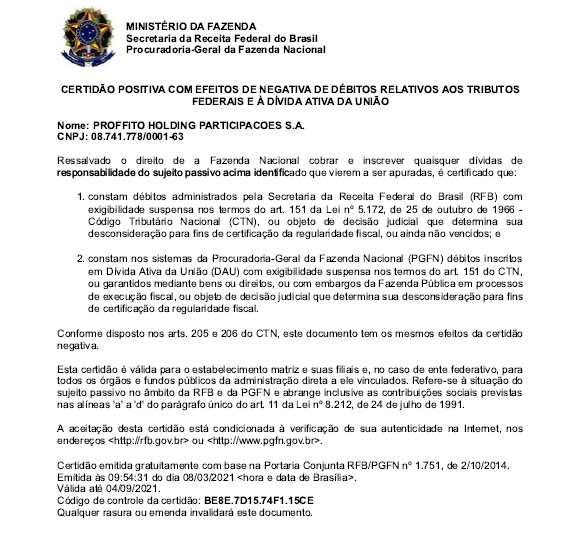 MINISTÉRIO DA FAZENDA
Secretaria da Receita Federal do Brasil
Procuradoria-Geral da Fazenda Nacional
CERTIDÃO POSITIVA COM EFEITOS DE NEGATIVA DE DÉBITOS RELATIVOS AOS TRIBUTOS
FEDERAIS E À DÍVIDA ATIVA DA UNIÃO
Nome: PROFFITO HOLDING PARTICIPACOES S.A.
CNPJ: 08.741.778/0001-63
Ressalvado o direito de a Fazenda Nacional cobrar e inscrever quaisquer dívidas de
responsabilidade do sujeito passivo acima identificado que vierem a ser apuradas, é certificado que:
1. constam débitos administrados pela Secretaria da Receita Federal do Brasil (RFB) com
exigibilidade suspensa nos termos do art. 151 da Lei nº 5.172, de 25 de outubro de 1966 -
Código Tributário Nacional (CTN), ou objeto de decisão judicial que determina sua
desconsideração para fins de certificação da regularidade fiscal, ou ainda não vencidos; e
2. constam nos sistemas da Procuradoria-Geral da Fazenda Nacional (PGFN) débitos inscritos
em Dívida Ativa da União (DAU) com exigibilidade suspensa nos termos do art. 151 do CTN,
ou garantidos mediante bens ou direitos, ou com embargos da Fazenda Pública em processos
de execução fiscal, ou objeto de decisão judicial que determina sua desconsideração para fins
de certificação da regularidade fiscal.
Conforme disposto nos arts. 205 e 206 do CTN, este documento tem os mesmos efeitos da certidão
negativa.
Esta certidão é válida para o estabelecimento matriz e suas filiais e, no caso de ente federativo, para
todos os órgãos e fundos públicos da administração direta a ele vinculados. Refere-se à situação do
sujeito passivo no âmbito da RFB e da PGFN e abrange inclusive as contribuições sociais previstas
nas alíneas 'a' a 'd' do parágrafo único do art. 11 da Lei nº 8.212, de 24 de julho de 1991.
A aceitação desta certidão está condicionada à verificação de sua autenticidade na Internet, nos
endereços <http://rfb.gov.br> ou <http://www.pgfn.gov.br>.
Certidão emitida gratuitamente com base na Portaria Conjunta RFB/PGFN nº 1.751, de 2/10/2014.
Emitida às 09:54:31 do dia 08/03/2021 <hora e data de Brasília>.
Válida até 04/09/2021.
Código de controle da certidão: BE8E.7D15.74F1.15CE
Qualquer rasura ou emenda invalidará este documento.